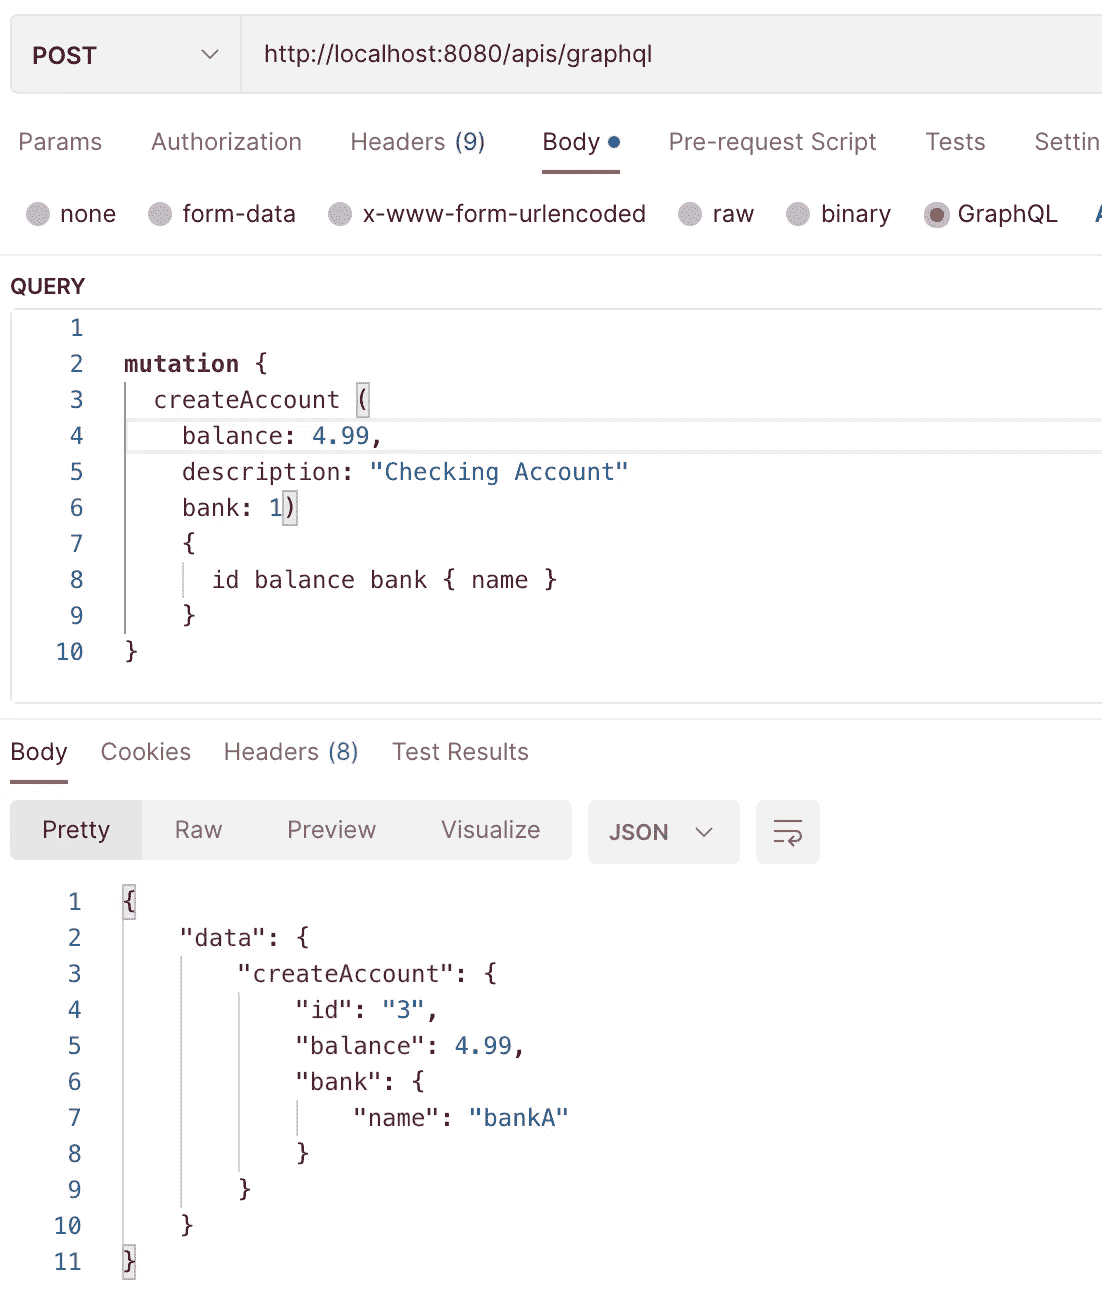 POST http://localhost:8080/apis/graphql
Params Authorization Headers (9) Body Pre-request Script Tests Settin
none form-data x-www-form-urlencoded raw binary GraphQL
QUERY
1
2 mutation {
3 createAccount (
4 balance: 4.99,
5 description: "Checking Account"
6 bank: 1)
7 {
8 id balance bank { name }
9 }
10 }
Body Cookies Headers (8) Test Results
Pretty Raw Preview Visualize JSON
1 {
2 "data": {
3 "createAccount": {
4 "id": "3",
5 "balance": 4.99,
6 "bank": {
7 "name": "bankA"
8 }
9 }
10 }
11 }